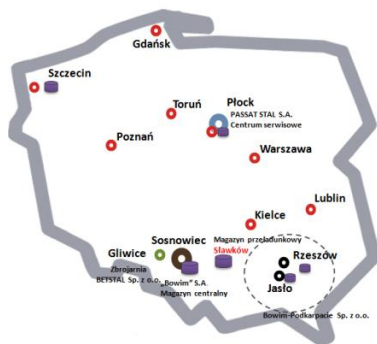 Gdańsk
Szczecin
Toruń
Płock
PASSAT STAL S.A.
Centrum serwisowe
Poznań
Warszawa
Lublin
Kielce
Magazyn przeładunkowy
Sławków
Sosnowiec
Gliwice
Zbrojarnia
BETSTAL Sp. z o.o.
„Bowim" S.A.
Magazyn centralny
Rzeszów
Jasło
Bowim-Podkarpacie Sp. z o.o.